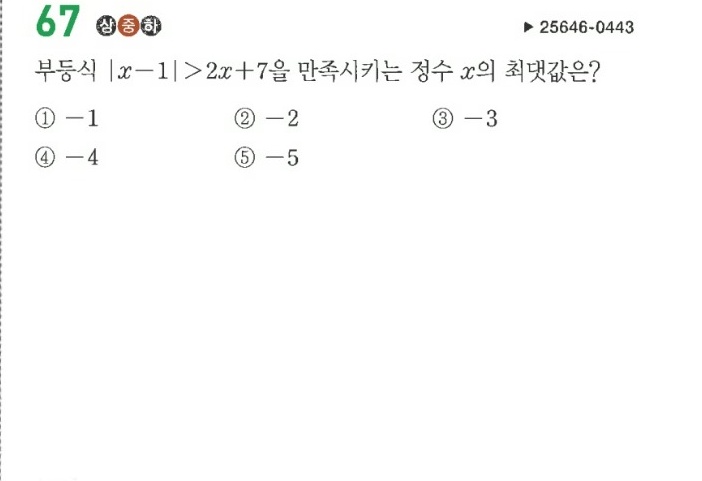 67 상중하 ▶ 25646-0443
부등식 |x-1|>2x+7을 만족시키는 정수 x의 최댓값은?
① -1 ② -2 ③ -3
④ -4 ⑤ -5